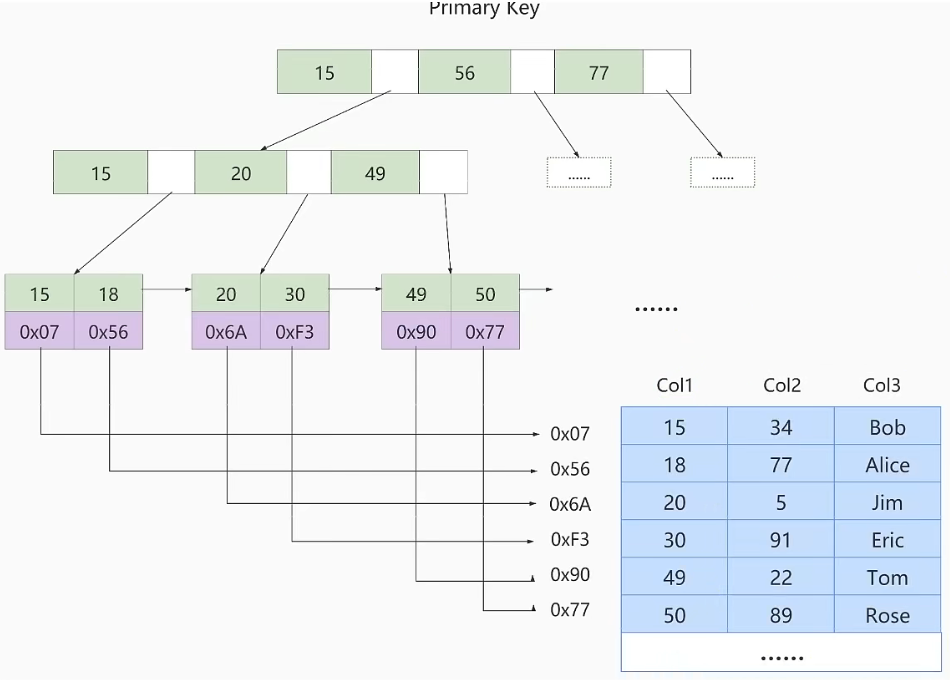 Primary Key
15 56 77
15 20 49
...... ......
15 18 20 30 49 50
0x07 0x56 0x6A 0xF3 0x90 0x77
......
Col1 Col2 Col3
0x07 15 34 Bob
0x56 18 77 Alice
0x6A 20 5 Jim
0xF3 30 91 Eric
0x90 49 22 Tom
0x77 50 89 Rose
......